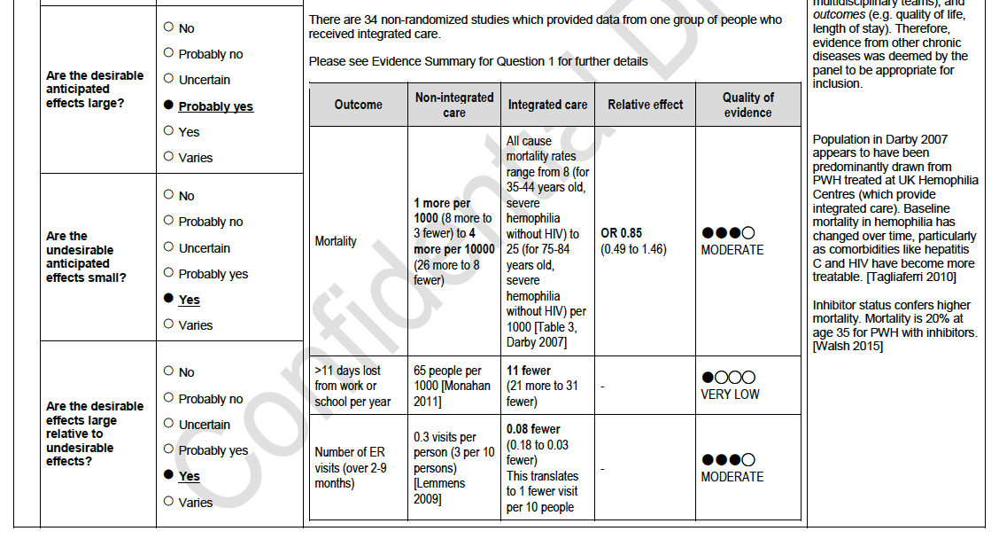 Are the desirable
anticipated
effects large?
No
Probably no
Uncertain
Probably yes
Yes
Varies
Are the
undesirable
anticipated
effects small?
No
Probably no
Uncertain
Probably yes
Yes
Varies
Are the desirable
effects large
relative to
undesirable
effects?
No
Probably no
Uncertain
Probably yes
Yes
Varies
There are 34 non-randomized studies which provided data from one group of people who
received integrated care.
Please see Evidence Summary for Question 1 for further details
Outcome
Non-integrated
care
Integrated care
Relative effect
Quality of
evidence
Mortality
1 more per
1000 (8 more to
3 fewer) to 4
more per 10000
(26 more to 8
fewer)
All cause
mortality rates
range from 8 (for
35-44 years old,
severe
hemophilia
without HIV) to
25 (for 75-84
years old,
severe
hemophilia
without HIV) per
1000 [Table 3,
Darby 2007]
OR 0.85
(0.49 to 1.46)
MODERATE
>11 days lost
from work or
school per year
65 people per
1000 [Monahan
2011]
11 fewer
(21 more to 31
fewer)
-
VERY LOW
Number of ER
visits (over 2-9
months)
0.3 visits per
person (3 per 10
persons)
[Lemmens
2009]
0.08 fewer
(0.18 to 0.03
fewer)
This translates
to 1 fewer visit
per 10 people
-
MODERATE
multidisciplinary teams), and
outcomes (e.g. quality of life,
length of stay). Therefore,
evidence from other chronic
diseases was deemed by the
panel to be appropriate for
inclusion.
Population in Darby 2007
appears to have been
predominantly drawn from
PWH treated at UK Hemophilia
Centres (which provide
integrated care). Baseline
mortality in hemophilia has
changed over time, particularly
as comorbidities like hepatitis
C and HIV have become more
treatable. [Tagliaferri 2010]
Inhibitor status confers higher
mortality. Mortality is 20% at
age 35 for PWH with inhibitors.
[Walsh 2015]
Confidential